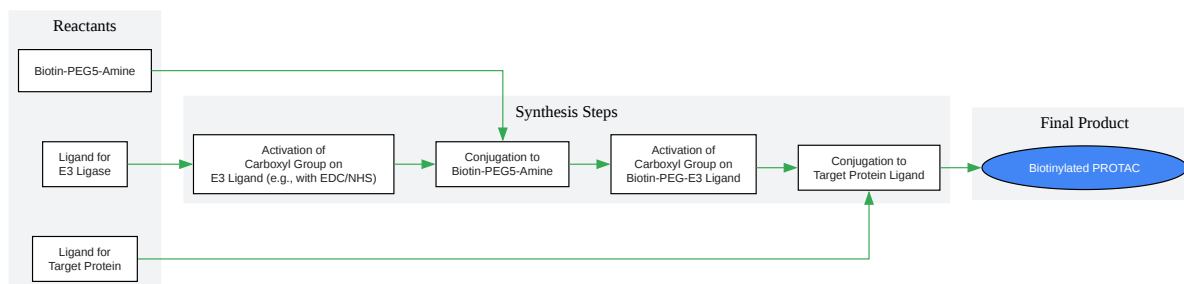 Reactants
Biotin-PEG5-Amine
Ligand for
E3 Ligase
Ligand for
Target Protein
Synthesis Steps
Activation of
Carboxyl Group on
E3 Ligand (e.g., with EDC/NHS)
Conjugation to
Biotin-PEG5-Amine
Activation of
Carboxyl Group on
Biotin-PEG-E3 Ligand
Conjugation to
Target Protein Ligand
Final Product
Biotinylated PROTAC